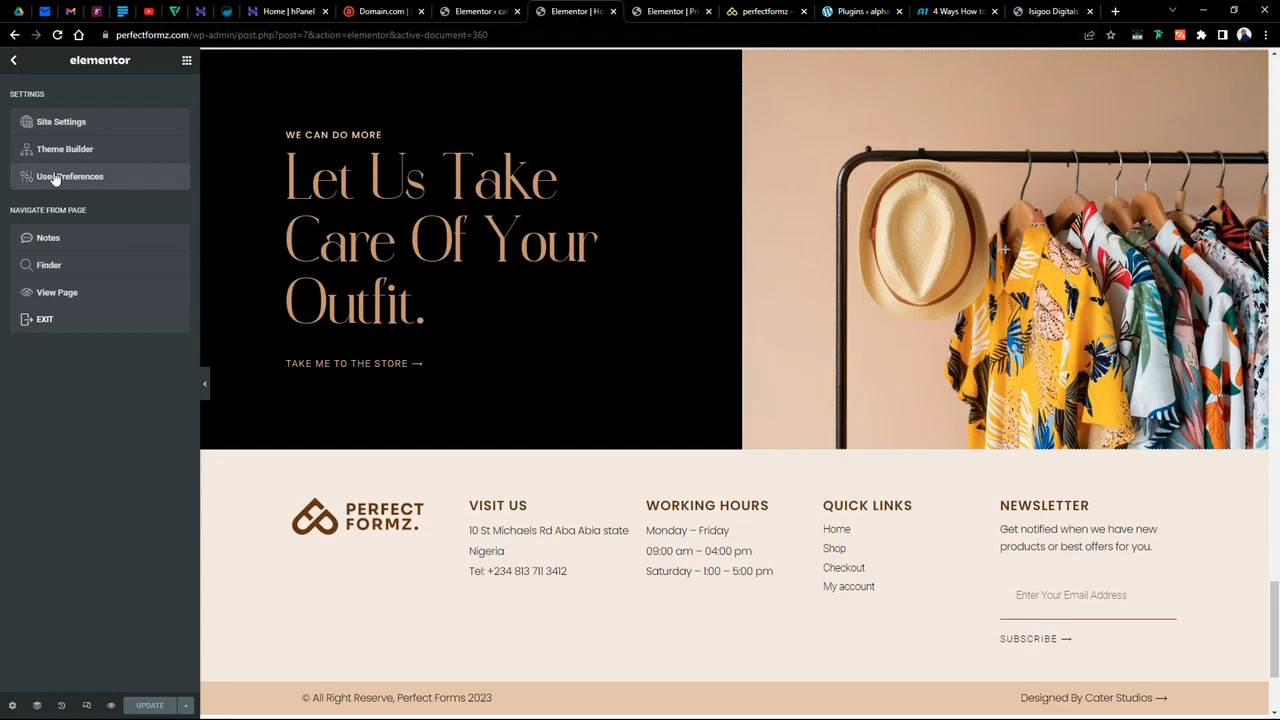 Home | hPanel
Domain.com |
Elementor | Ho
Elementor | Pr
perfectformz
Plugins ‹ alpha
4 Ways How to
Isigoo Digitals
perfectformz.com/wp-admin/post.php?post=7&action=elementor&active-document=360
elementor
SETTINGS
Site Settings
Theme Builder
User Preferences
NAVIGATE FROM PAGE
Notes
Finder
View Page
EXIT
UPDATE
WE CAN DO MORE
Let Us Take
Care Of Your
Outfit.
TAKE ME TO THE STORE ⟶
PERFECT
FORMZ.
VISIT US
10 St Michaels Rd Aba Abia state
Nigeria
Tel: +234 813 711 3412
WORKING HOURS
Monday – Friday
09:00 am – 04:00 pm
Saturday – 1:00 – 5:00 pm
QUICK LINKS
Home
Shop
Checkout
My account
NEWSLETTER
Get notified when we have new
products or best offers for you.
Enter Your Email Address
SUBSCRIBE ⟶
© All Right Reserve, Perfect Forms 2023
Designed By Cater Studios ⟶